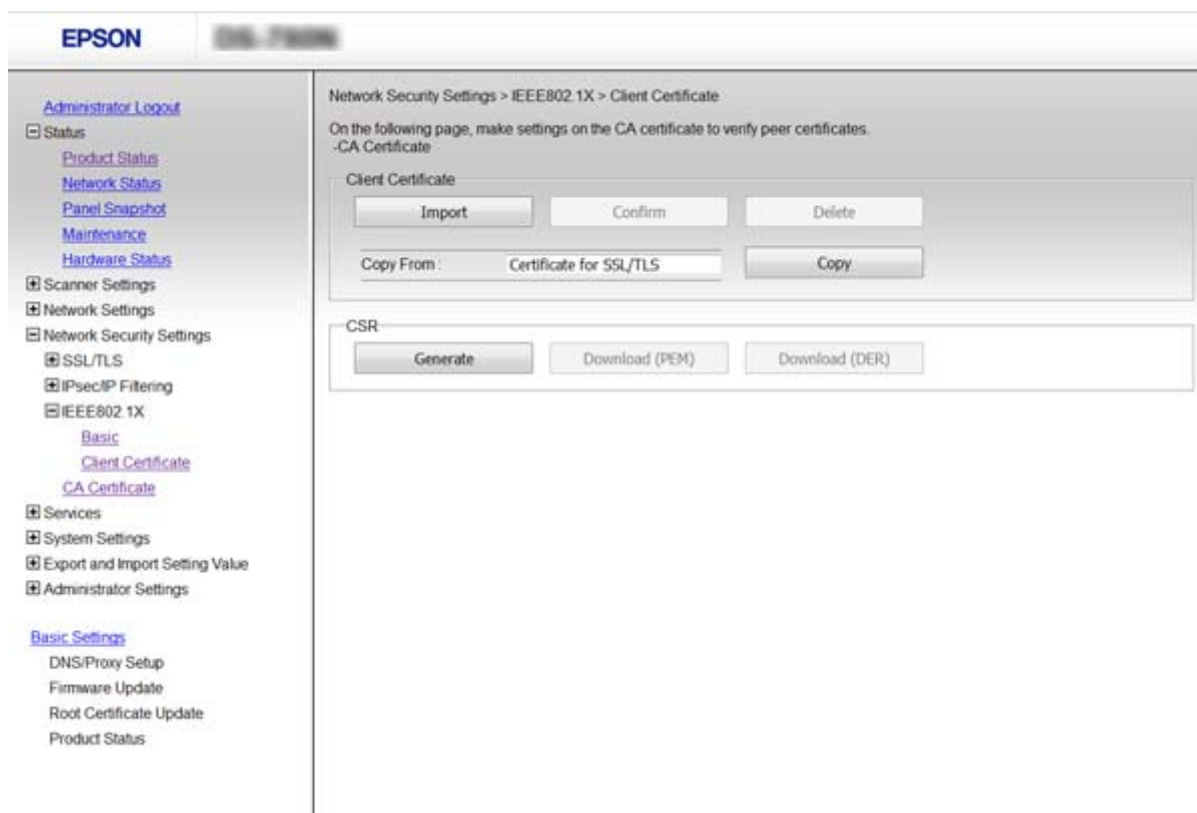 EPSON
Administrator Logout
Status
Product Status
Network Status
Panel Snapshot
Maintenance
Hardware Status
Scanner Settings
Network Settings
Network Security Settings
SSL/TLS
IPsec/IP Filtering
IEEE802.1X
Basic
Client Certificate
CA Certificate
Services
System Settings
Export and Import Setting Value
Administrator Settings
Basic Settings
DNS/Proxy Setup
Firmware Update
Root Certificate Update
Product Status
Network Security Settings > IEEE802.1X > Client Certificate
On the following page, make settings on the CA certificate to verify peer certificates.
-CA Certificate
Client Certificate
Import Confirm Delete
Copy From : Certificate for SSL/TLS Copy
CSR
Generate Download (PEM) Download (DER)